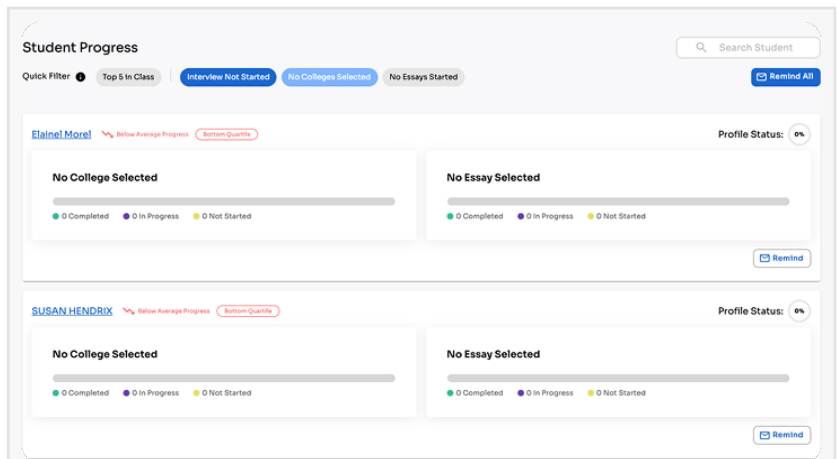 Student Progress
Search Student
Quick Filter Top 5 in Class Interview Not Started No Colleges Selected No Essays Started Remind All
Elainel Morel Below Average Progress Bottom Quartile Profile Status: 0%
No College Selected No Essay Selected
0 Completed 0 In Progress 0 Not Started 0 Completed 0 In Progress 0 Not Started
Remind
SUSAN HENDRIX Below Average Progress Bottom Quartile Profile Status: 0%
No College Selected No Essay Selected
0 Completed 0 In Progress 0 Not Started 0 Completed 0 In Progress 0 Not Started
Remind